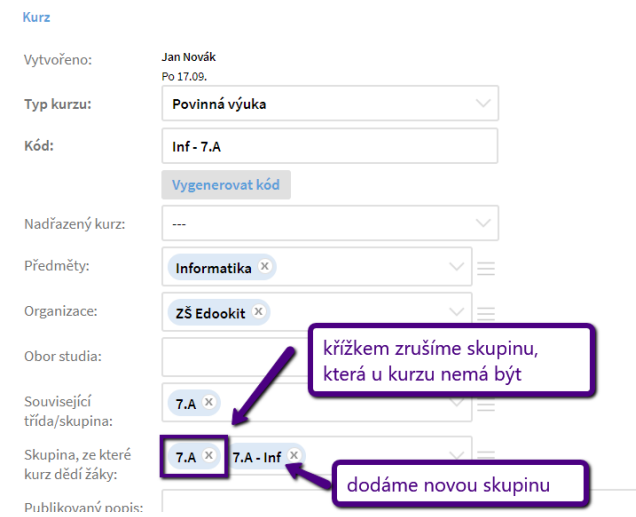 Kurz
Vytvořeno: Jan Novák
Po 17.09.
Typ kurzu: Povinná výuka
Kód: Inf - 7.A
Vygenerovat kód
Nadřazený kurz: ---
Předměty: Informatika ×
Organizace: ZŠ Edookit ×
Obor studia:
křížkem zrušíme skupinu,
která u kurzu nemá být
Související
třída/skupina: 7.A ×
Skupina, ze které
kurz dědí žáky: 7.A × 7.A - Inf ×
dodáme novou skupinu
Publikovaný popis: